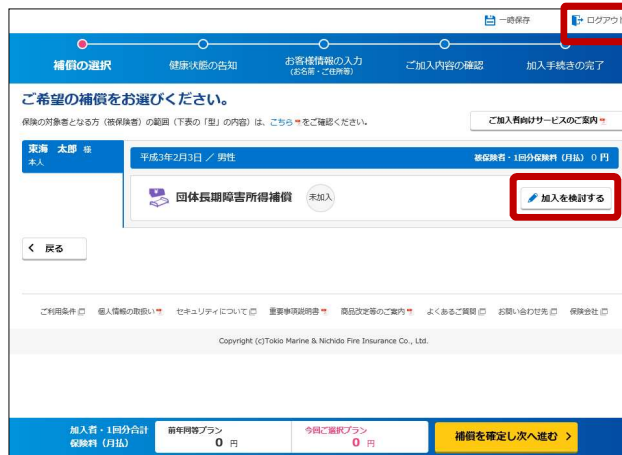 一時保存 ログアウト
補償の選択 健康状態の告知 お客様情報の入力 ご加入内容の確認 加入手続きの完了
(お名前・ご住所等)
ご希望の補償をお選びください。
保険の対象者となる方(被保険者)の範囲(下表の「型」の内容)は、こちらをご確認ください。 ご加入者向けサービスのご案内
東海 太郎 様
本人
平成3年2月3日 / 男性 被保険者・1回分保険料(月払) 0 円
団体長期障害所得補償 未加入 加入を検討する
戻る
ご利用条件 個人情報の取扱い セキュリティについて 重要事項説明書 商品改定等のご案内 よくあるご質問 お問い合わせ先 保険会社
Copyright (c)Tokio Marine & Nichido Fire Insurance Co., Ltd.
加入者・1回分合計
保険料(月払)
前年同等プラン
0 円
今回ご選択プラン
0 円
補償を確定し次へ進む